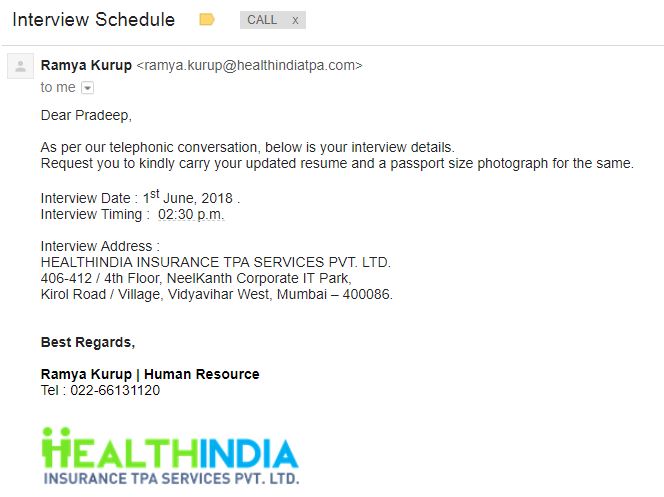 Interview Schedule
CALL x
Ramya Kurup <ramya.kurup@healthindiatpa.com>
to me
Dear Pradeep,
As per our telephonic conversation, below is your interview details.
Request you to kindly carry your updated resume and a passport size photograph for the same.
Interview Date : 1st June, 2018 .
Interview Timing :  02:30 p.m.
Interview Address :
HEALTHINDIA INSURANCE TPA SERVICES PVT. LTD.
406-412 / 4th Floor, NeelKanth Corporate IT Park,
Kirol Road / Village, Vidyavihar West, Mumbai – 400086.
Best Regards,
Ramya Kurup | Human Resource
Tel : 022-66131120
HEALTHINDIA
INSURANCE TPA SERVICES PVT. LTD.